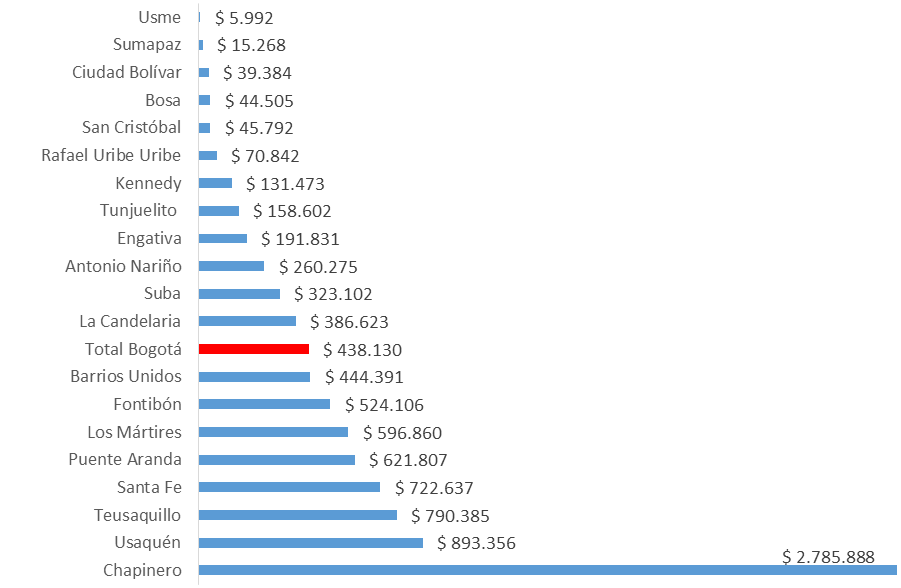 Usme $ 5.992
Sumapaz $ 15.268
Ciudad Bolívar $ 39.384
Bosa $ 44.505
San Cristóbal $ 45.792
Rafael Uribe Uribe $ 70.842
Kennedy $ 131.473
Tunjuelito $ 158.602
Engativa $ 191.831
Antonio Nariño $ 260.275
Suba $ 323.102
La Candelaria $ 386.623
Total Bogotá $ 438.130
Barrios Unidos $ 444.391
Fontibón $ 524.106
Los Mártires $ 596.860
Puente Aranda $ 621.807
Santa Fe $ 722.637
Teusaquillo $ 790.385
Usaquén $ 893.356
Chapinero $ 2.785.888